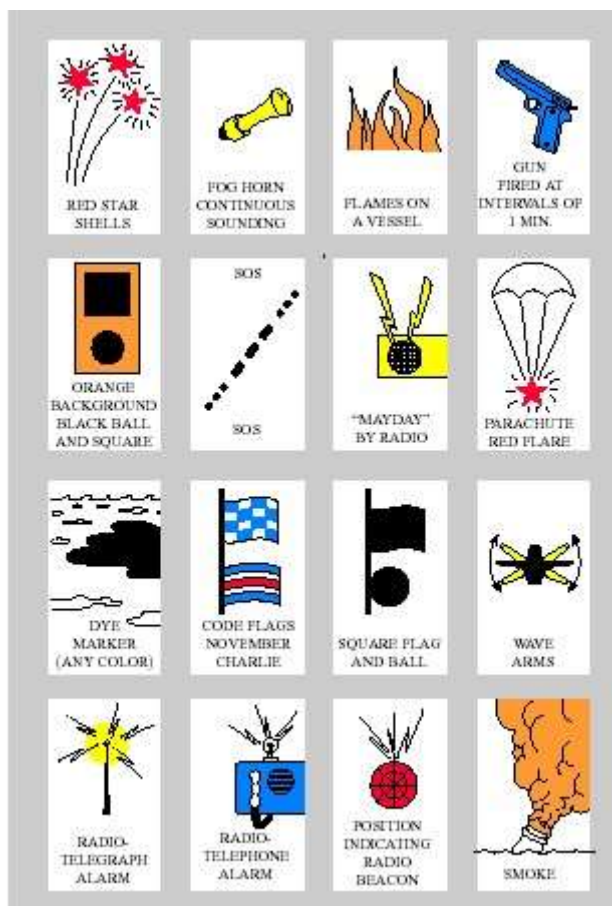 RED STAR
SHELLS
FOG HORN
CONTINUOUS
SOUNDING
FLAMES ON
A VESSEL
GUN
FIRED AT
INTERVALS OF
1 MIN.
ORANGE
BACKGROUND
BLACK BALL
AND SQUARE
SOS
SOS
"MAYDAY"
BY RADIO
PARACHUTE
RED FLARE
DYE
MARKER
(ANY COLOR)
CODE FLAGS
NOVEMBER
CHARLIE
SQUARE FLAG
AND BALL
WAVE
ARMS
RADIO-
TELEGRAPH
ALARM
RADIO-
TELEPHONE
ALARM
POSITION
INDICATING
RADIO
BEACON
SMOKE